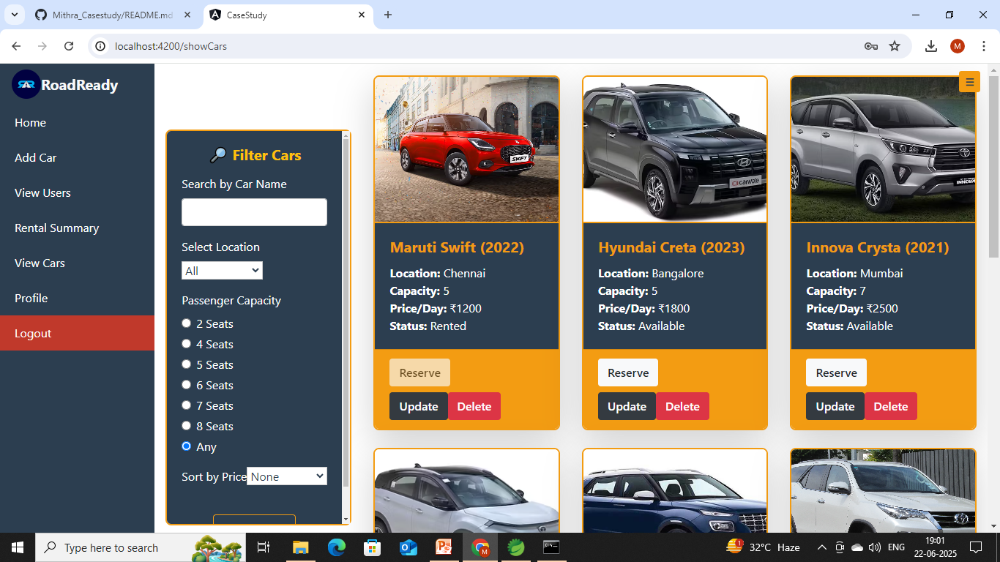 Mithra_Casestudy/README.md
CaseStudy
localhost:4200/showCars
M
RoadReady
Home
Add Car
View Users
Rental Summary
View Cars
Profile
Logout
Filter Cars
Search by Car Name
Select Location
All
Passenger Capacity
2 Seats
4 Seats
5 Seats
6 Seats
7 Seats
8 Seats
Any
Sort by Price None
SWIFT
Maruti Swift (2022)
Location: Chennai
Capacity: 5
Price/Day: ₹1200
Status: Rented
Reserve
Update Delete
carwale
Hyundai Creta (2023)
Location: Bangalore
Capacity: 5
Price/Day: ₹1800
Status: Available
Reserve
Update Delete
INNOVA
Innova Crysta (2021)
Location: Mumbai
Capacity: 7
Price/Day: ₹2500
Status: Available
Reserve
Update Delete
Type here to search
M
1
32°C Haze
ENG
19:01
22-06-2025